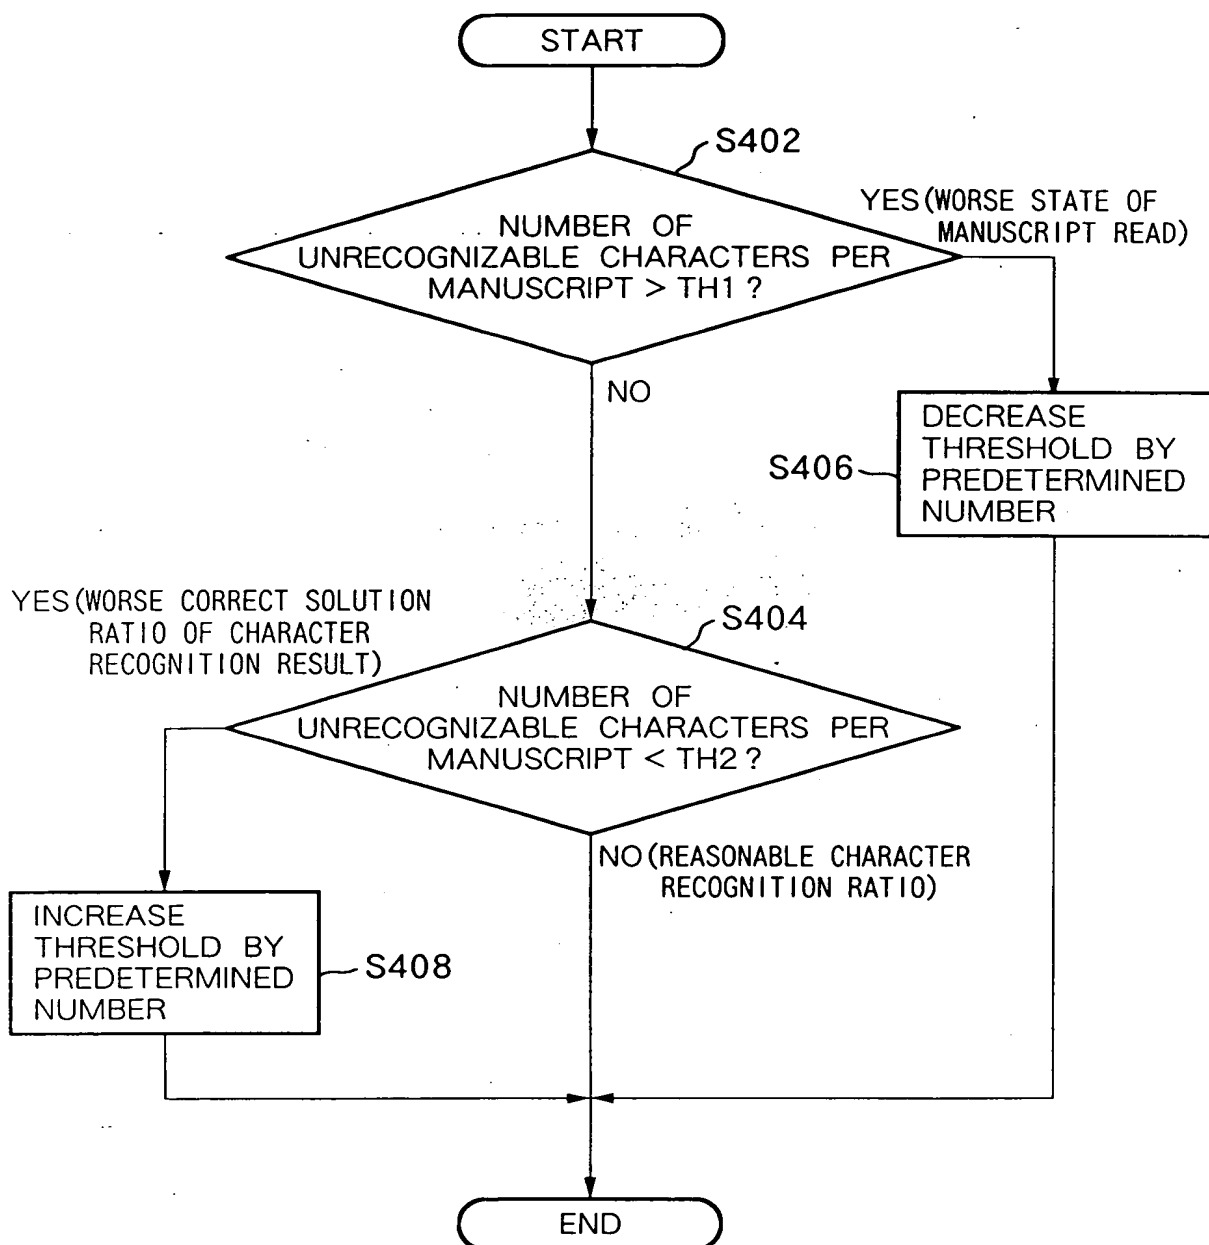 START
S402
YES(WORSE STATE OF
MANUSCRIPT READ)
NUMBER OF
UNRECOGNIZABLE CHARACTERS PER
MANUSCRIPT > TH1?
NO
DECREASE
THRESHOLD BY
PREDETERMINED
NUMBER
S406
YES(WORSE CORRECT SOLUTION
RATIO OF CHARACTER
RECOGNITION RESULT)
S404
NUMBER OF
UNRECOGNIZABLE CHARACTERS PER
MANUSCRIPT < TH2?
NO(REASONABLE CHARACTER
RECOGNITION RATIO)
INCREASE
THRESHOLD BY
PREDETERMINED
NUMBER
S408
END